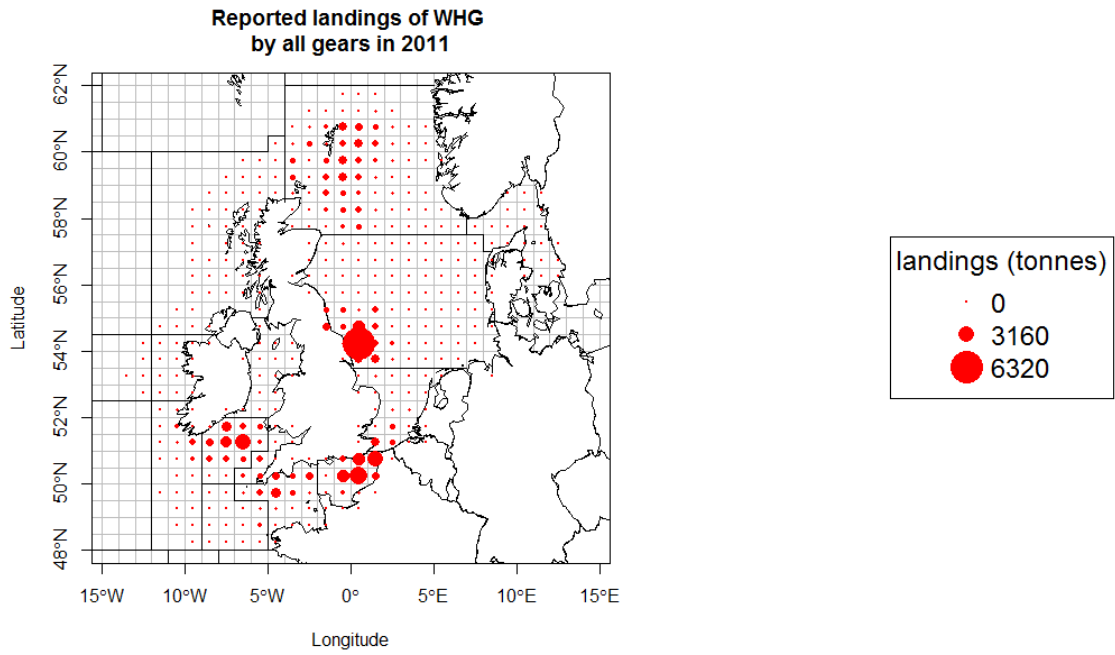 Reported landings of WHG
by all gears in 2011
62°N
60°N
58°N
56°N
54°N
52°N
50°N
48°N
Latitude
15°W
10°W
5°W
0°
5°E
10°E
15°E
Longitude
landings (tonnes)
0
3160
6320